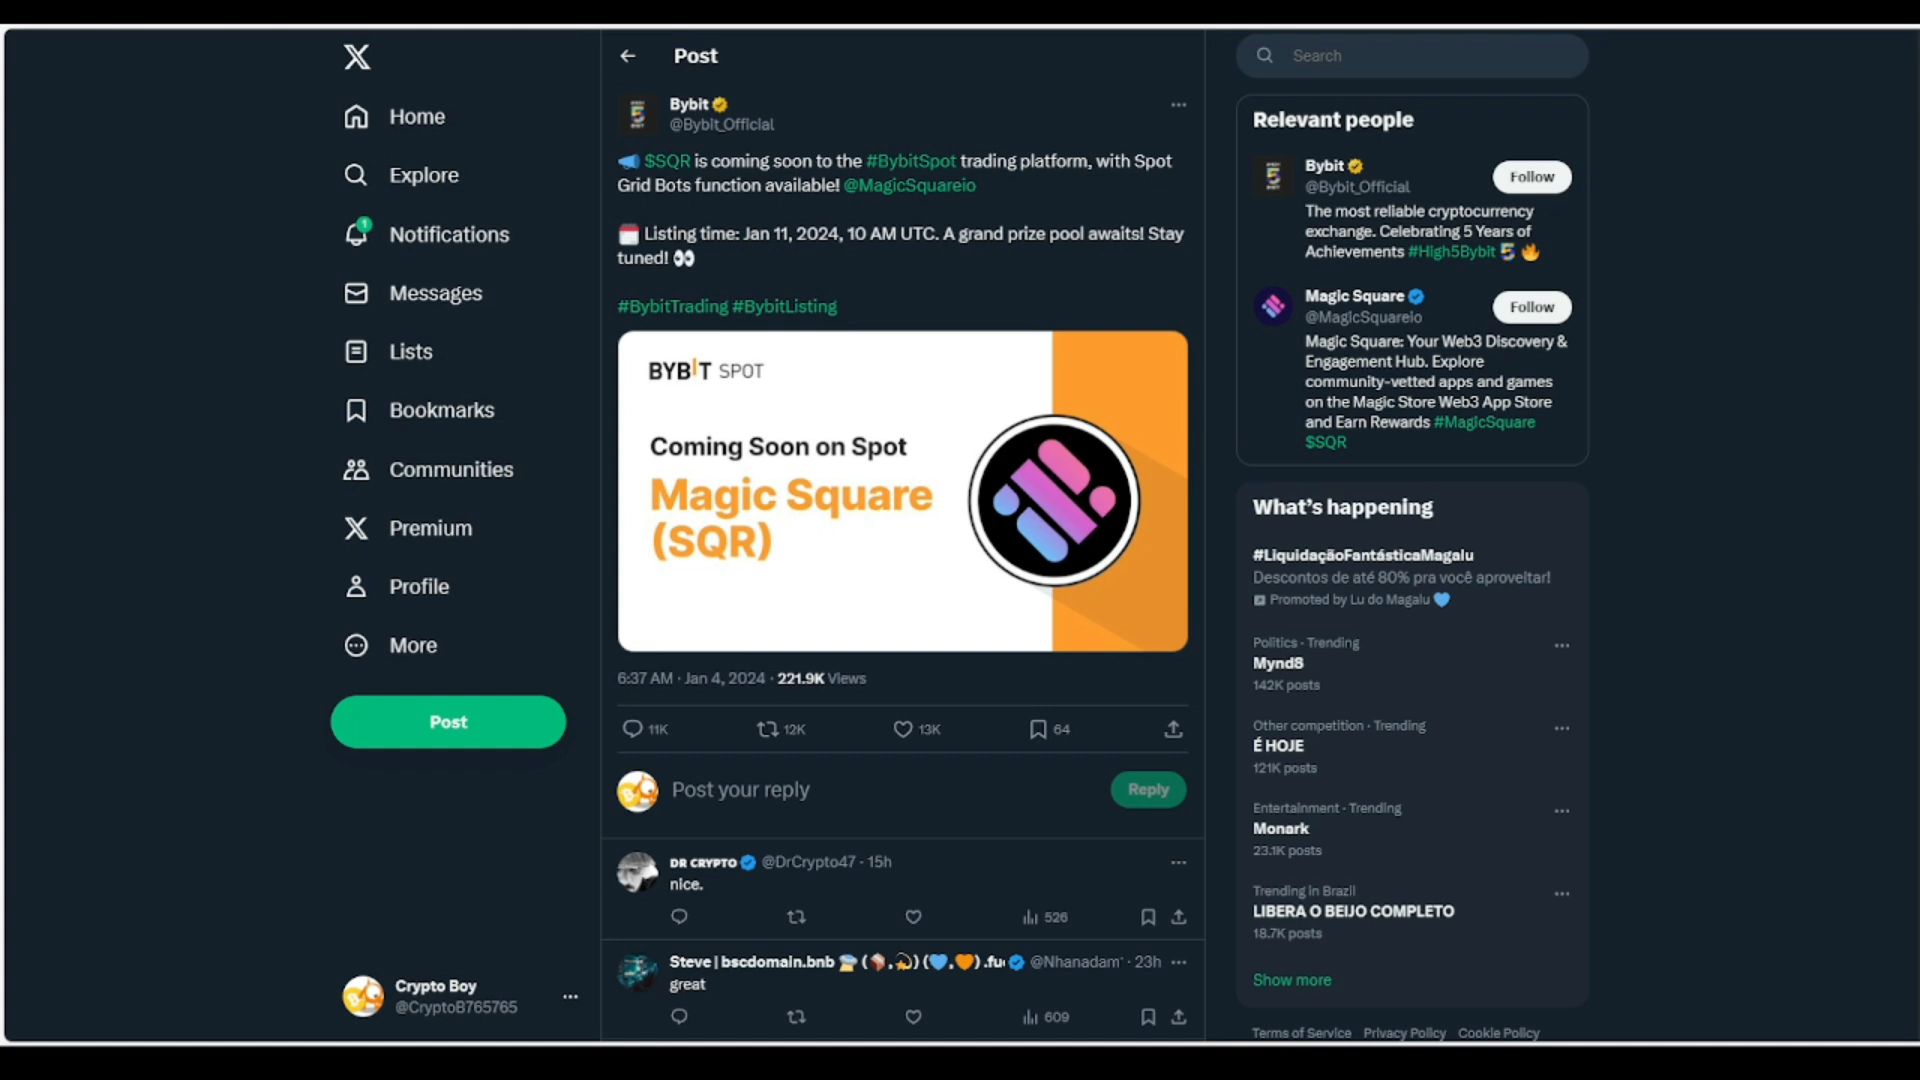 Home
Explore
1
Notifications
Messages
Lists
Bookmarks
Communities
Premium
Profile
More
Post
Crypto Boy
@CryptoB765765
Post
Bybit
@Bybit_Official
$SQR is coming soon to the #BybitSpot trading platform, with Spot
Grid Bots function available! @MagicSquareio
Listing time: Jan 11, 2024, 10 AM UTC. A grand prize pool awaits! Stay
tuned! 👀
#BybitTrading #BybitListing
BYBIT SPOT
Coming Soon on Spot
Magic Square
(SQR)
6:37 AM · Jan 4, 2024 · 221.9K Views
11K 12K 13K 64
Post your reply
Reply
DR CRYPTO @DrCrypto47 · 15h
nice.
526
Steve | bscdomain.bnb ( , ) ( 💙 , 🧡 ) .fu @Nhanadam · 23h
great
609
Search
Relevant people
Bybit
@Bybit_Official
Follow
The most reliable cryptocurrency
exchange. Celebrating 5 Years of
Achievements #High5Bybit 🔥
Magic Square
@MagicSquareio
Follow
Magic Square: Your Web3 Discovery &
Engagement Hub. Explore
community-vetted apps and games
on the Magic Store Web3 App Store
and Earn Rewards #MagicSquare
$SQR
What's happening
#LiquidaçãoFantásticaMagalu
Descontos de até 80% pra você aproveitar!
Promoted by Lu do Magalu 💙
Politics · Trending
Mynd8
142K posts
Other competition · Trending
É HOJE
121K posts
Entertainment · Trending
Monark
23.1K posts
Trending in Brazil
LIBERA O BEIJO COMPLETO
18.7K posts
Show more
Terms of Service Privacy Policy Cookie Policy